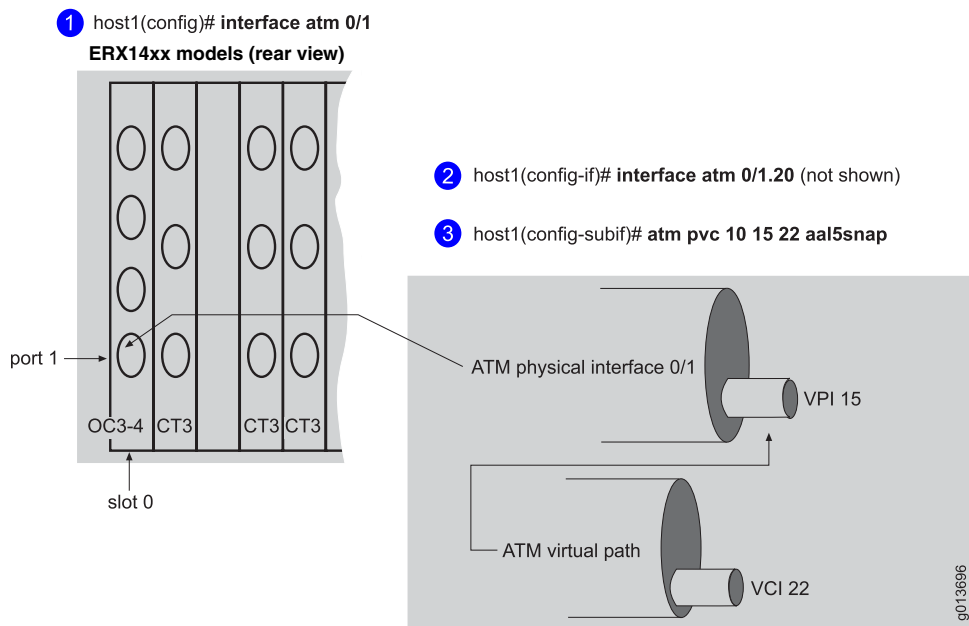 1 host1(config)# interface atm 0/1
ERX14xx models (rear view)
2 host1(config-if)# interface atm 0/1.20 (not shown)
3 host1(config-subif)# atm pvc 10 15 22 aal5snap
port 1
OC3-4 CT3 CT3 CT3
slot 0
ATM physical interface 0/1
VPI 15
ATM virtual path
VCI 22
g013696